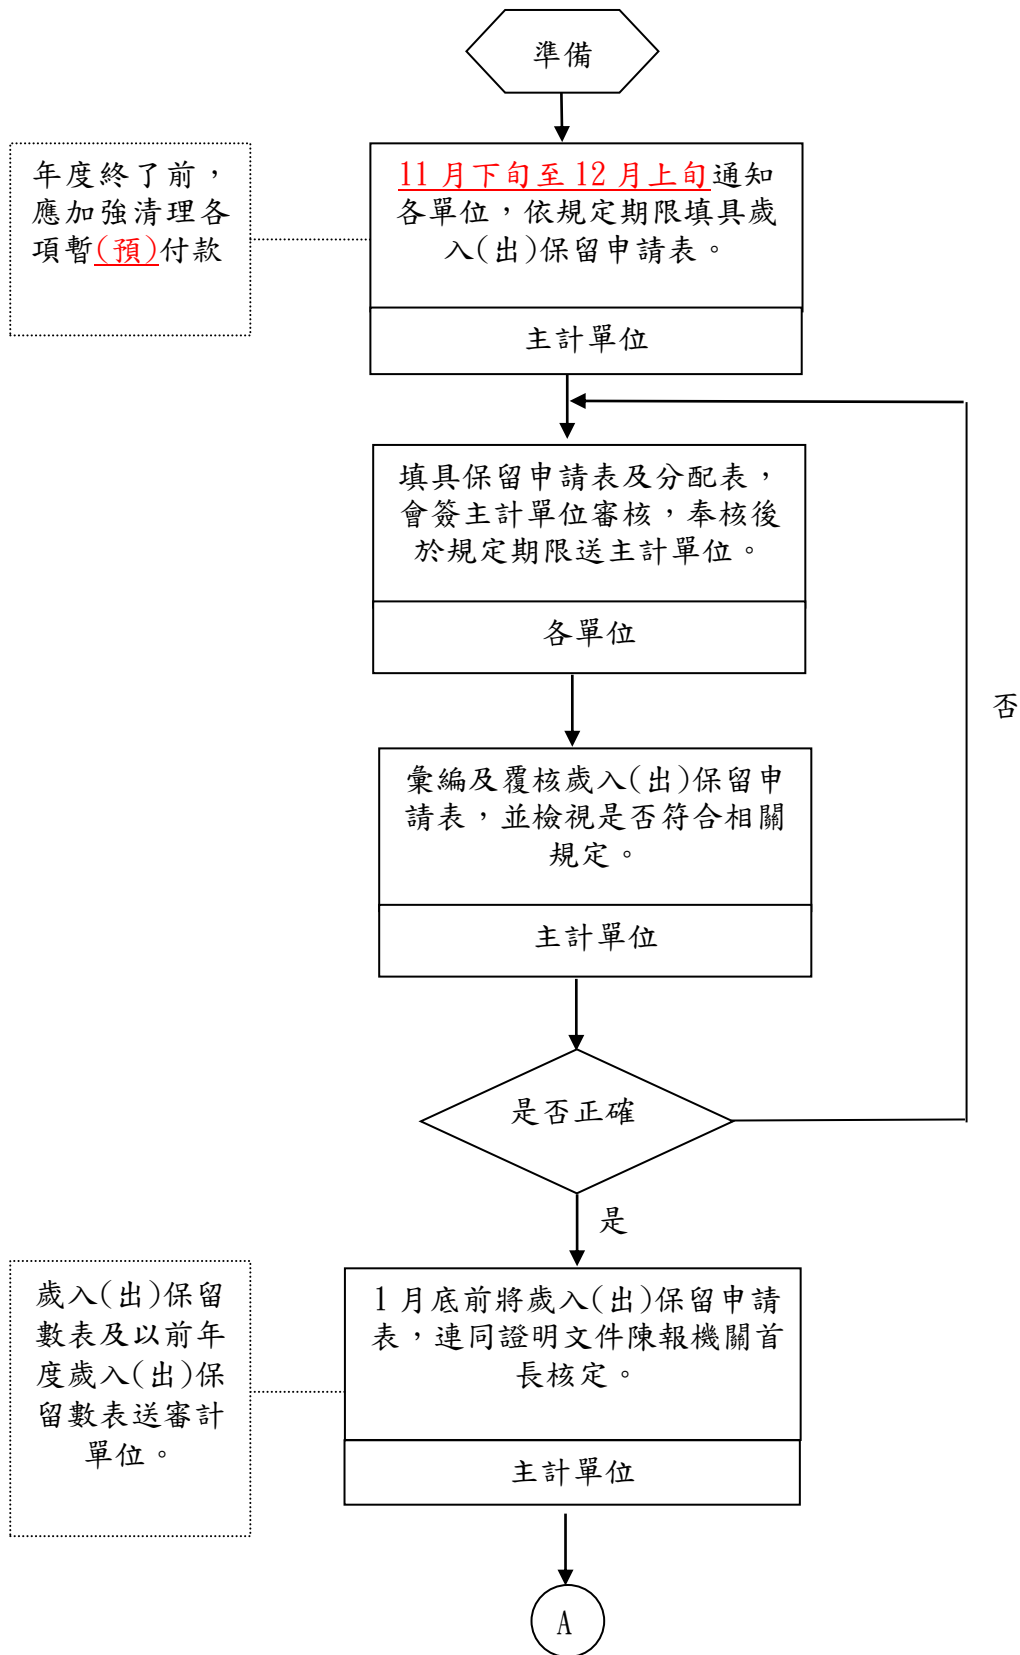 準備
年度終了前，
應加強清理各
項暫(預)付款
11 月下旬至 12 月上旬通知
各單位，依規定期限填具歲
入(出)保留申請表。
主計單位
填具保留申請表及分配表，
會簽主計單位審核，奉核後
於規定期限送主計單位。
各單位
否
彙編及覆核歲入(出)保留申
請表，並檢視是否符合相關
規定。
主計單位
是否正確
是
歲入(出)保留
數表及以前年
度歲入(出)保
留數表送審計
單位。
1 月底前將歲入(出)保留申請
表，連同證明文件陳報機關首
長核定。
主計單位
A